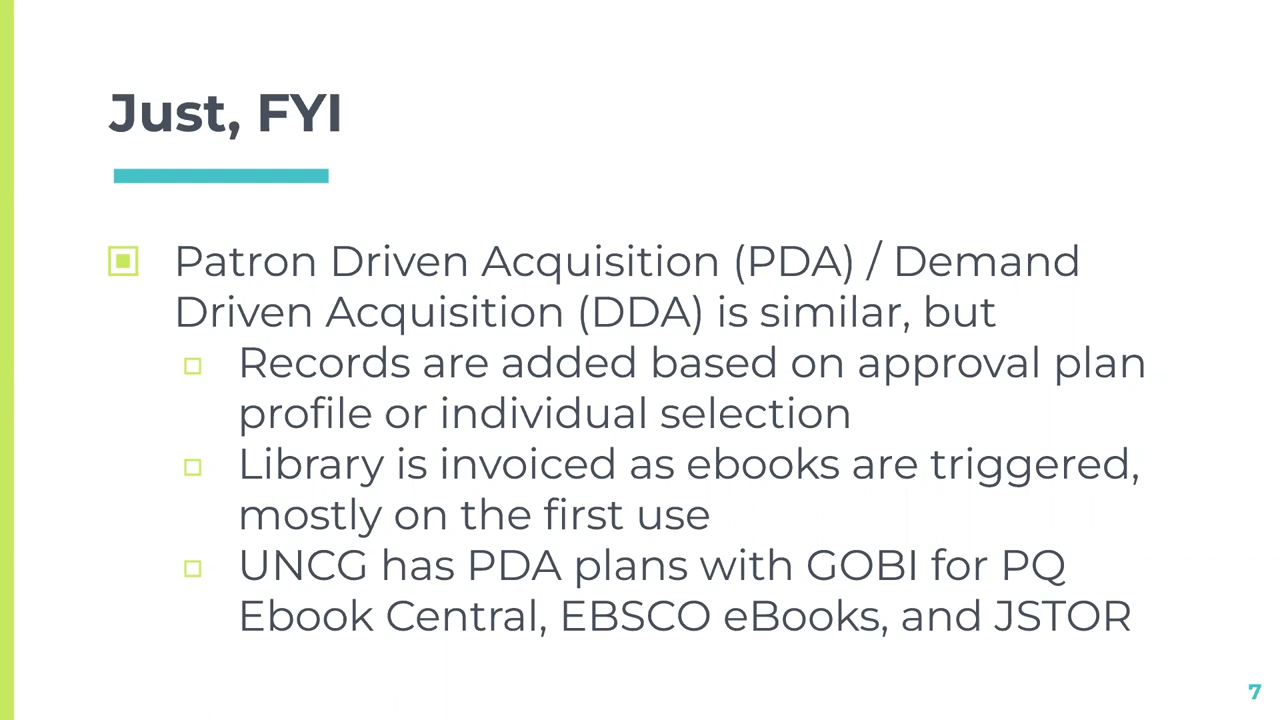 Just, FYI
Patron Driven Acquisition (PDA) / Demand
Driven Acquisition (DDA) is similar, but
Records are added based on approval plan
profile or individual selection
Library is invoiced as ebooks are triggered,
mostly on the first use
UNCG has PDA plans with GOBI for PQ
Ebook Central, EBSCO eBooks, and JSTOR
7